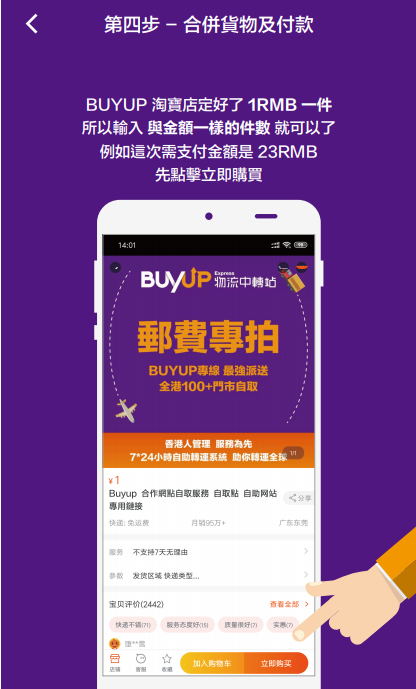 第四步 – 合併貨物及付款
BUYUP 淘寶店定好了 1RMB 一件
所以輸入 與金額一樣的件數 就可以了
例如這次需支付金額是 23RMB
先點擊立即購買
14:01
BUYUP Express 物流中轉站
郵費專拍
BUYUP專線 最強派送
全港100+門市自取
香港人管理 服務為先
7*24小時自助轉運系統 助你轉運全球
1/1
¥1
Buyup 合作網點自取服務 自取點 自助网站
專用鏈接
分享
快递: 免运费 月销95万+ 广东东莞
服务 不支持7天无理由
参数 发货区域 快递类型...
宝贝评价(2442) 查看全部
快递不错(71) 服务态度好(15) 质量很好(7) 实惠(7)
店铺 客服 收藏 加入购物车 立即购买